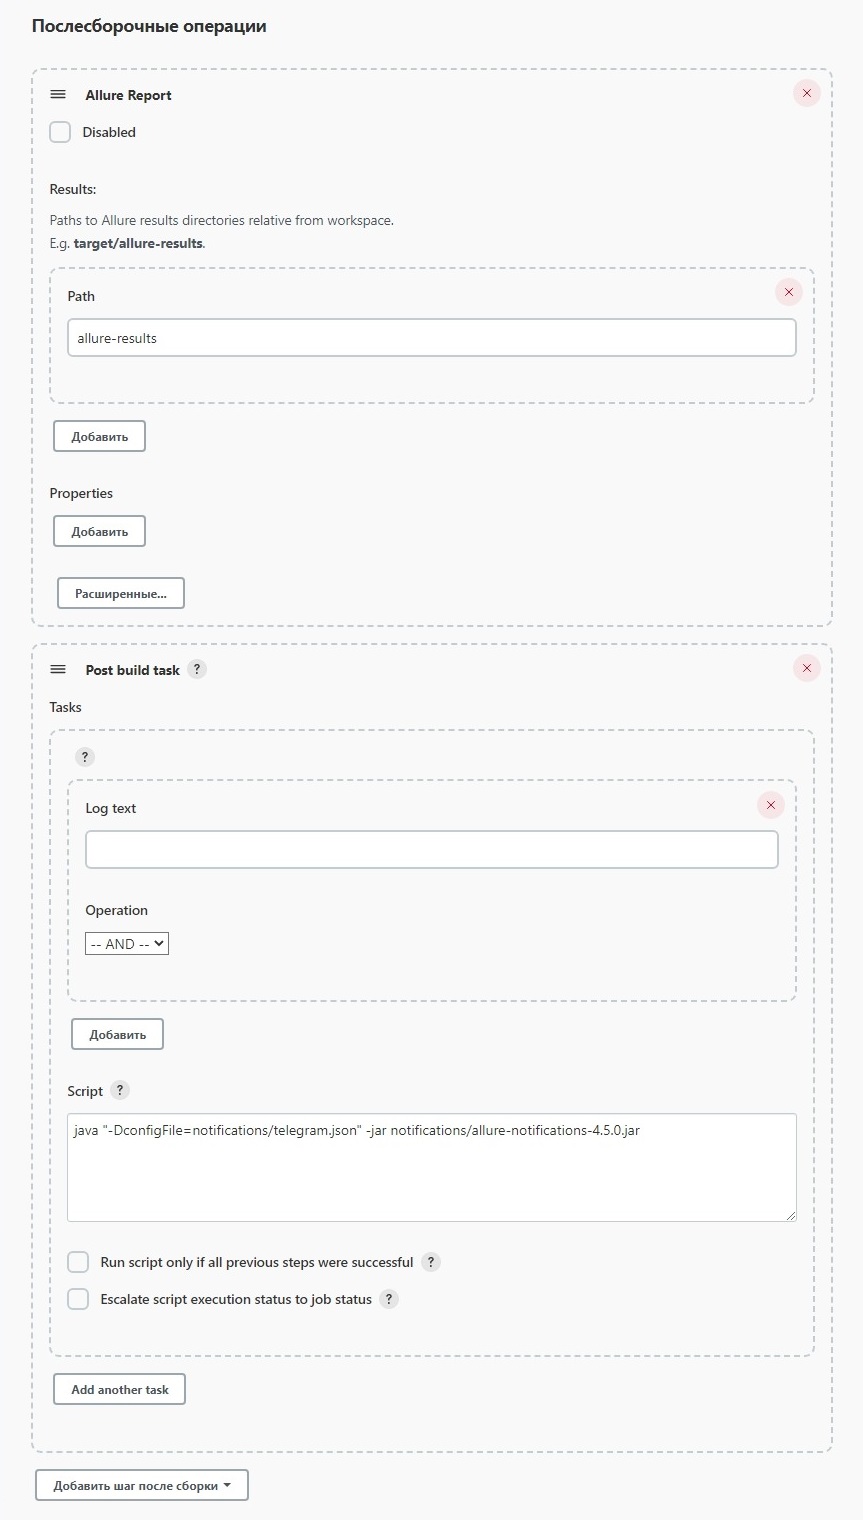 Послесборочные операции
Allure Report
Disabled
Results:
Paths to Allure results directories relative from workspace.
E.g. target/allure-results.
Path
allure-results
Добавить
Properties
Добавить
Расширенные...
Post build task ?
Tasks
?
Log text
Operation
-- AND --
Добавить
Script ?
java "-DconfigFile=notifications/telegram.json" -jar notifications/allure-notifications-4.5.0.jar
Run script only if all previous steps were successful ?
Escalate script execution status to job status ?
Add another task
Добавить шаг после сборки